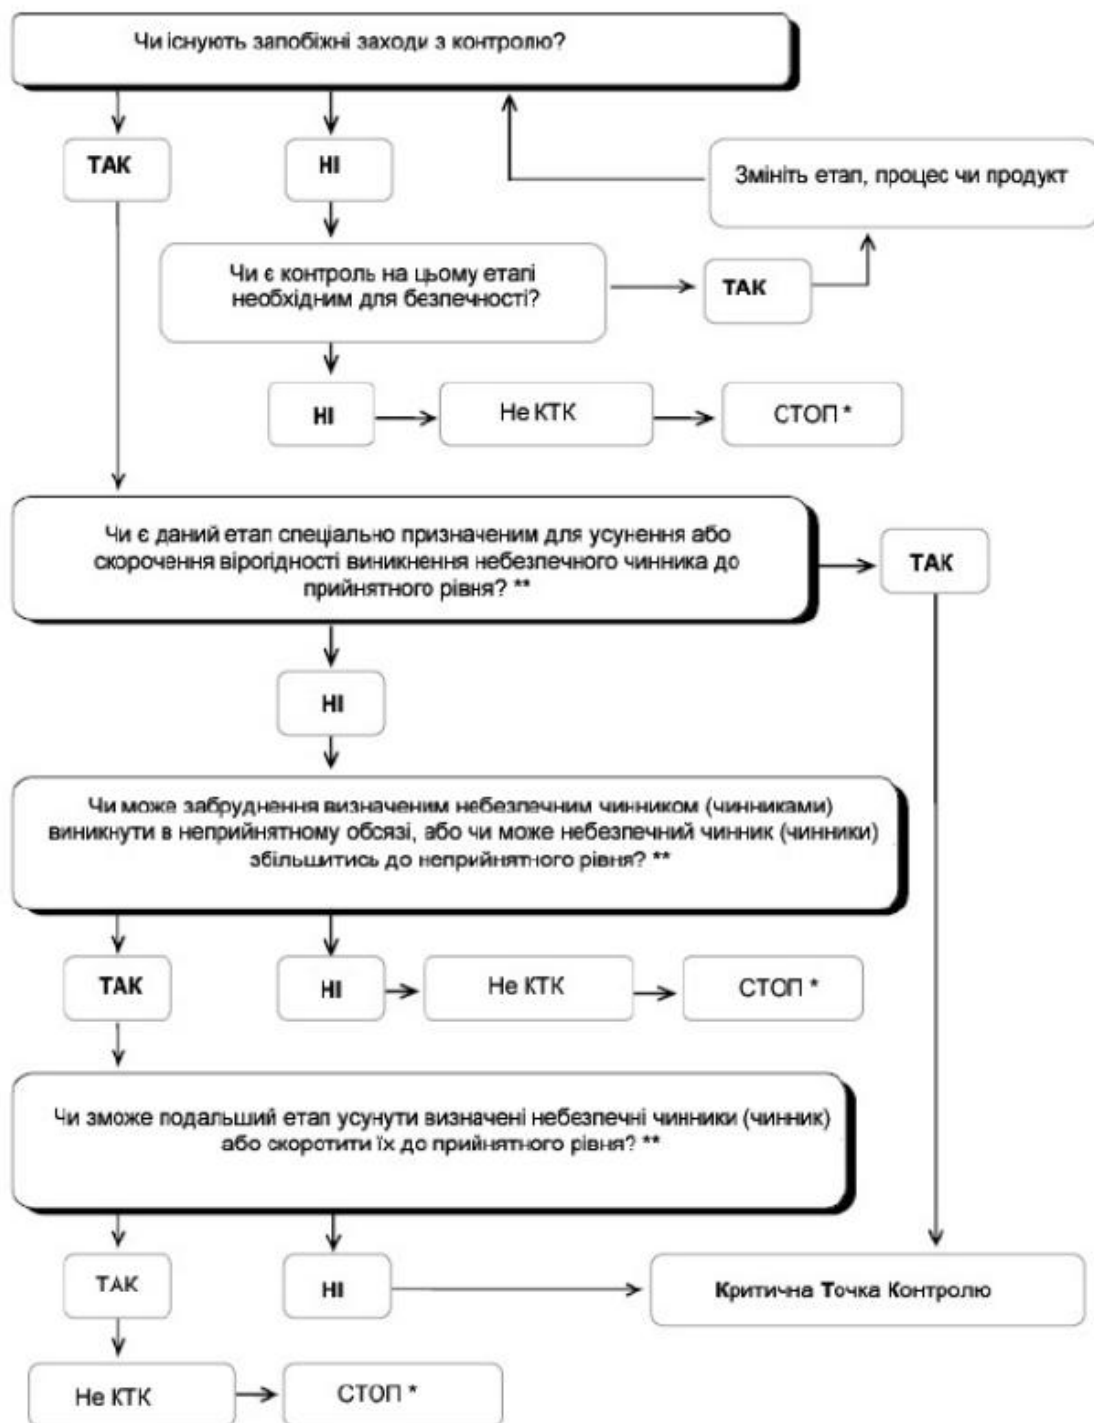 Чи існують запобіжні заходи з контролю?
ТАК
НІ
Змініть етап, процес чи продукт
Чи є контроль на цьому етапі
необхідним для безпечності?
ТАК
НІ
Не КТК
СТОП *
Чи є даний етап спеціально призначеним для усунення або
скорочення вірогідності виникнення небезпечного чинника до
прийнятного рівня? **
ТАК
НІ
Чи може забруднення визначеним небезпечним чинником (чинниками)
виникнути в неприйнятному обсязі, або чи може небезпечний чинник (чинники)
збільшитись до неприйнятного рівня? **
ТАК
НІ
Не КТК
СТОП *
Чи зможе подальший етап усунути визначені небезпечні чинники (чинник)
або скоротити їх до прийнятного рівня? **
ТАК
НІ
Критична Точка Контролю
Не КТК
СТОП *